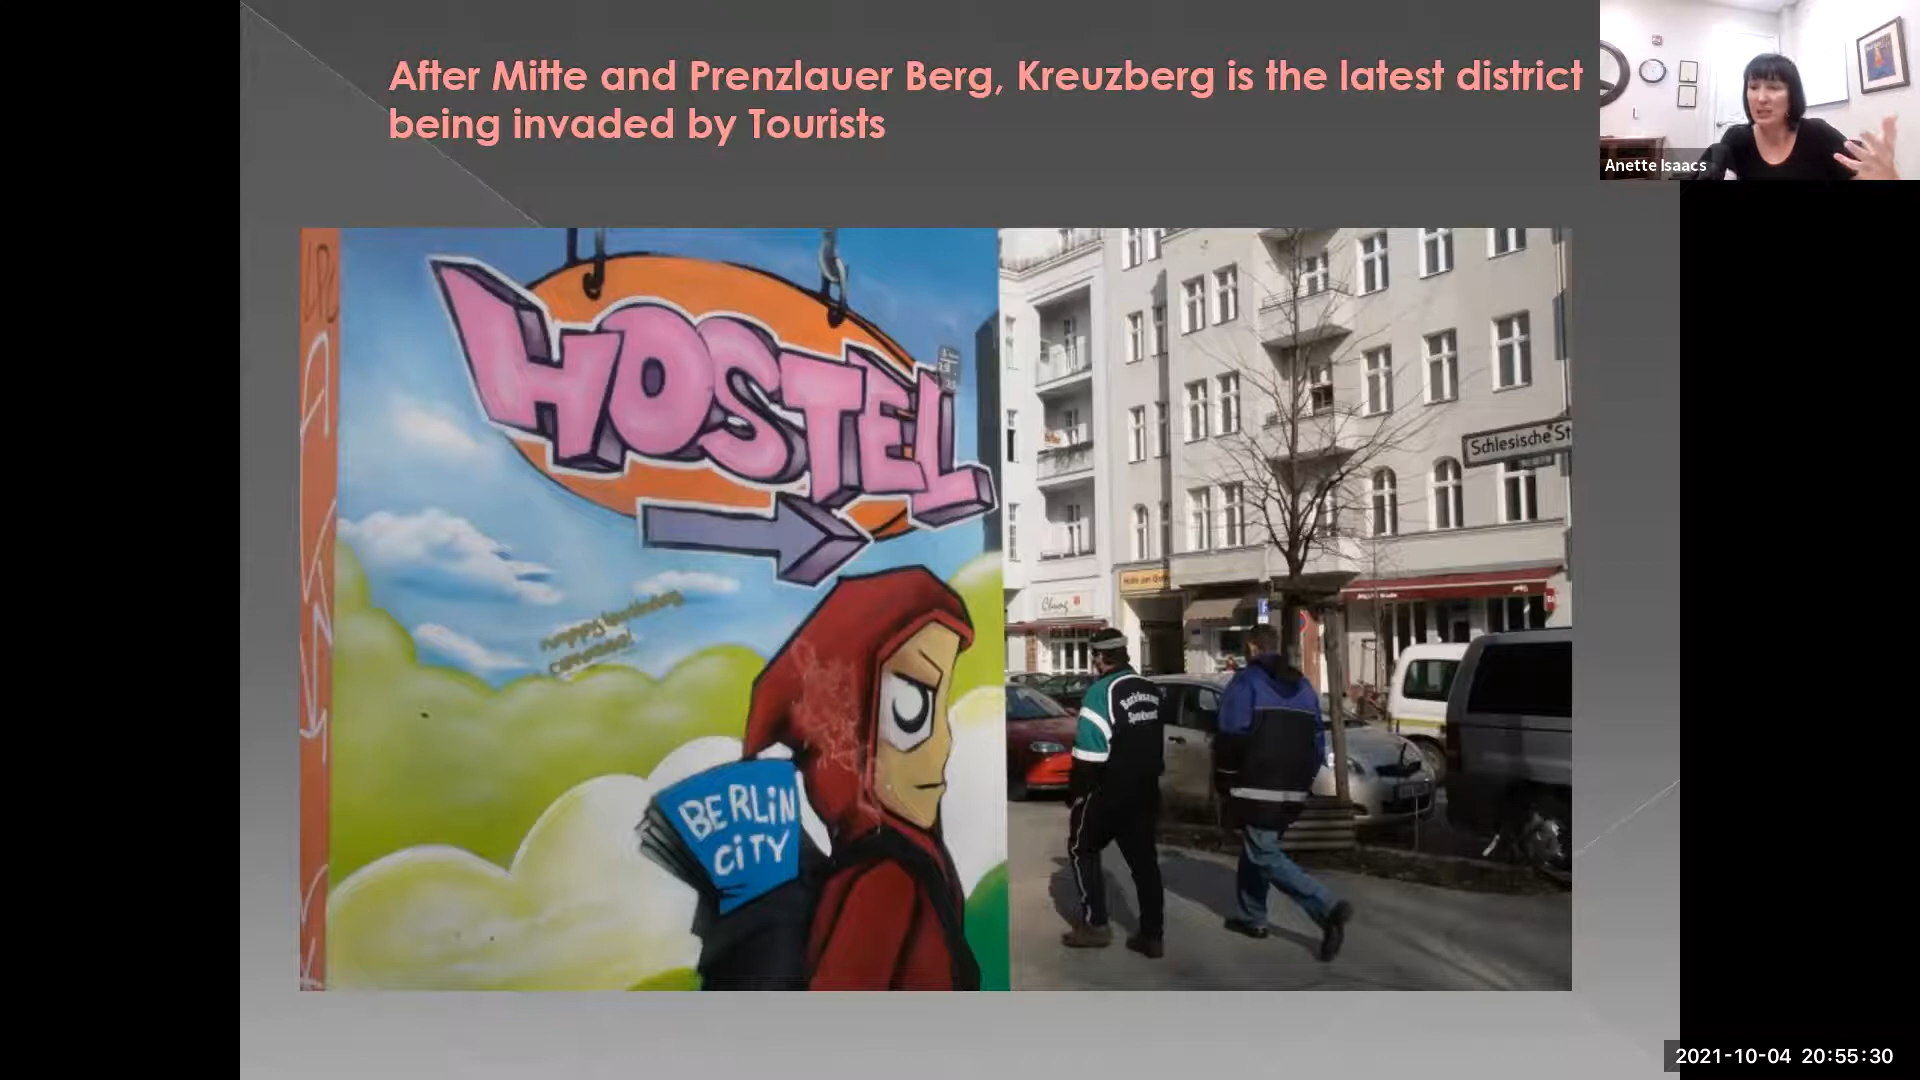 After Mitte and Prenzlauer Berg, Kreuzberg is the latest district
being invaded by Tourists
Anette Isaacs
HOSTEL
Schlesische St
Chung
BERLIN
CITY
2021-10-04 20:55:30